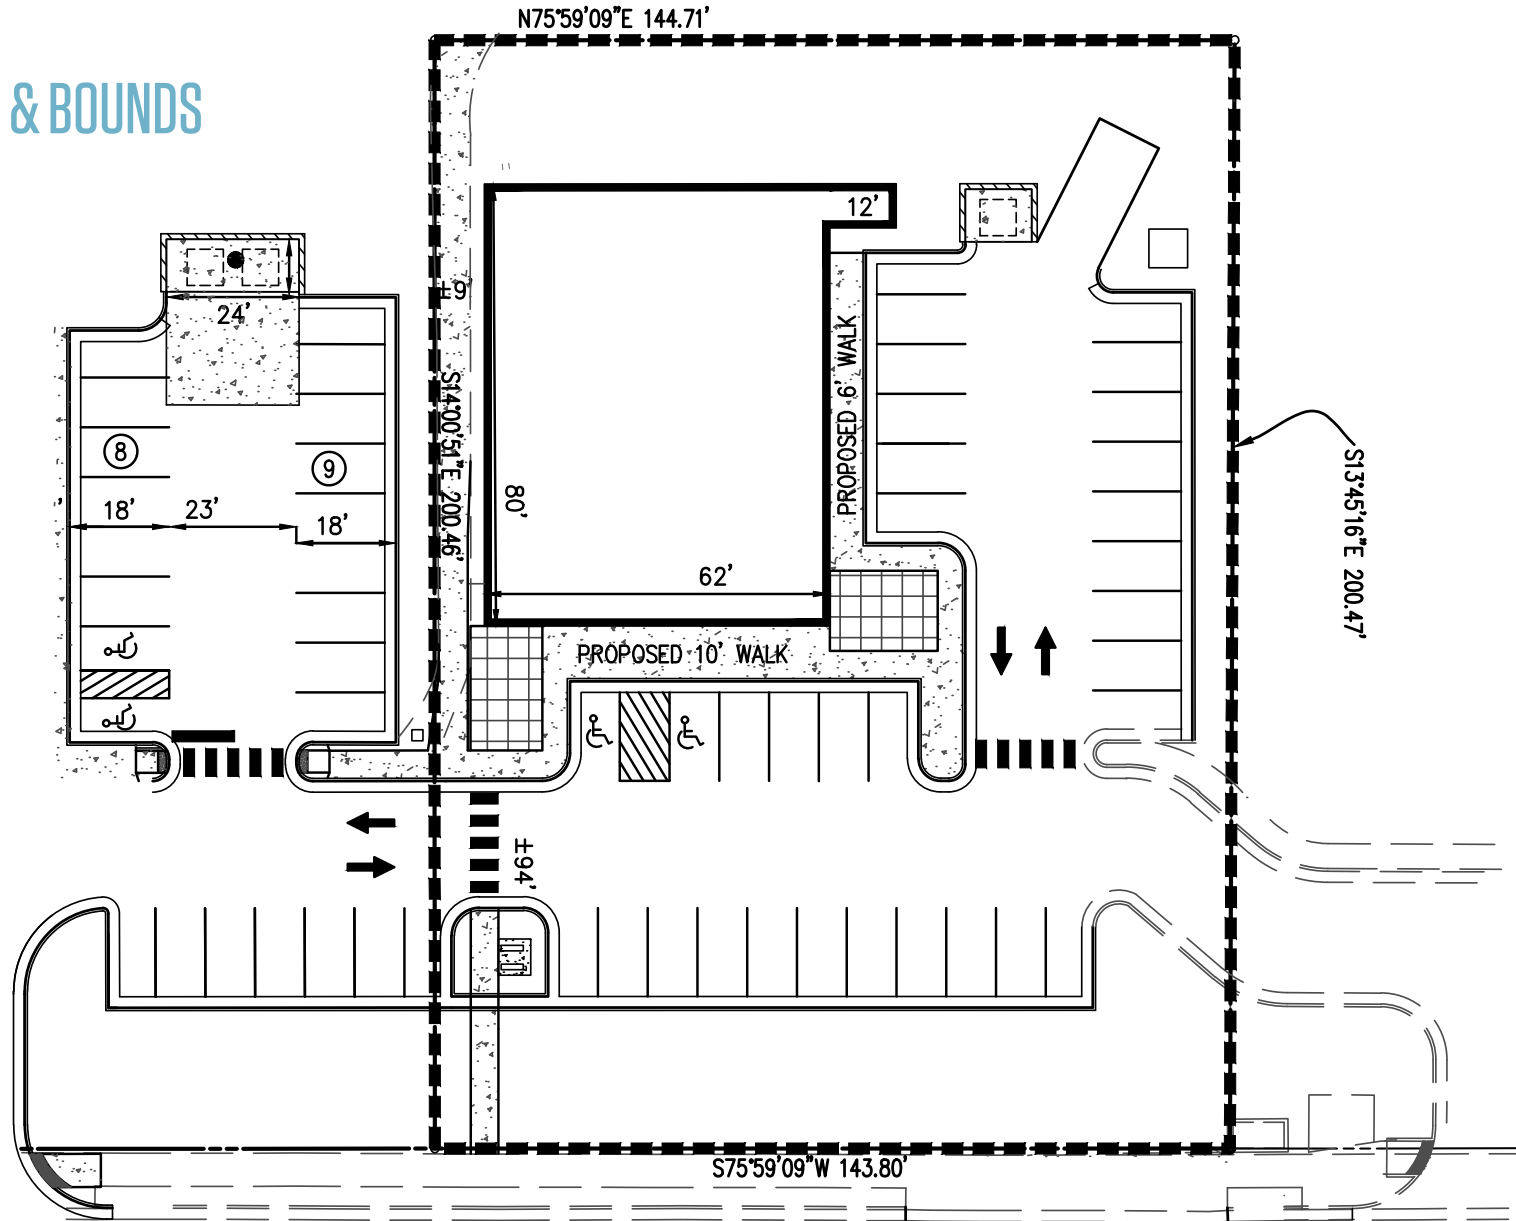 N75°59'09"E 144.71'
& BOUNDS
12'
±9'
24'
S14°00'51"E 200.46'
PROPOSED 6' WALK
8
9
18'
23'
18'
80'
S13°45'16"E 200.47'
62'
PROPOSED 10' WALK
±94'
S75°59'09"W 143.80'